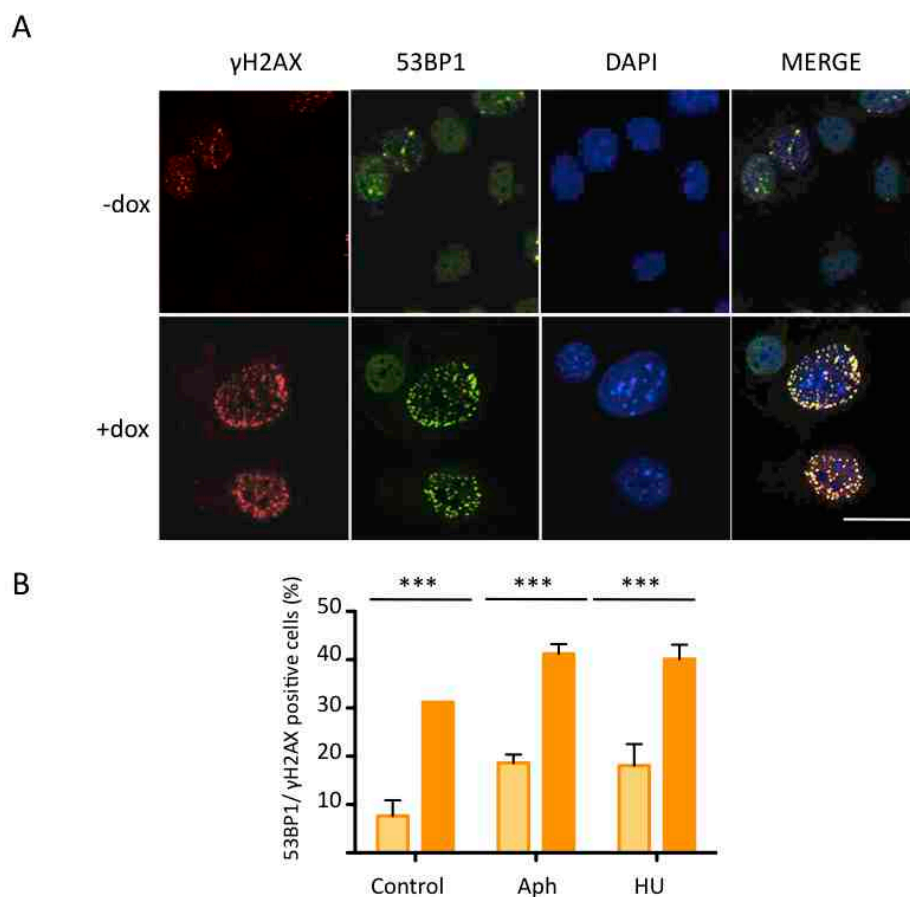 A
γH2AX 53BP1 DAPI MERGE
-dox
+dox
B
*** *** ***
53BP1/ γH2AX positive cells (%)
50
40
30
20
10
Control Aph HU